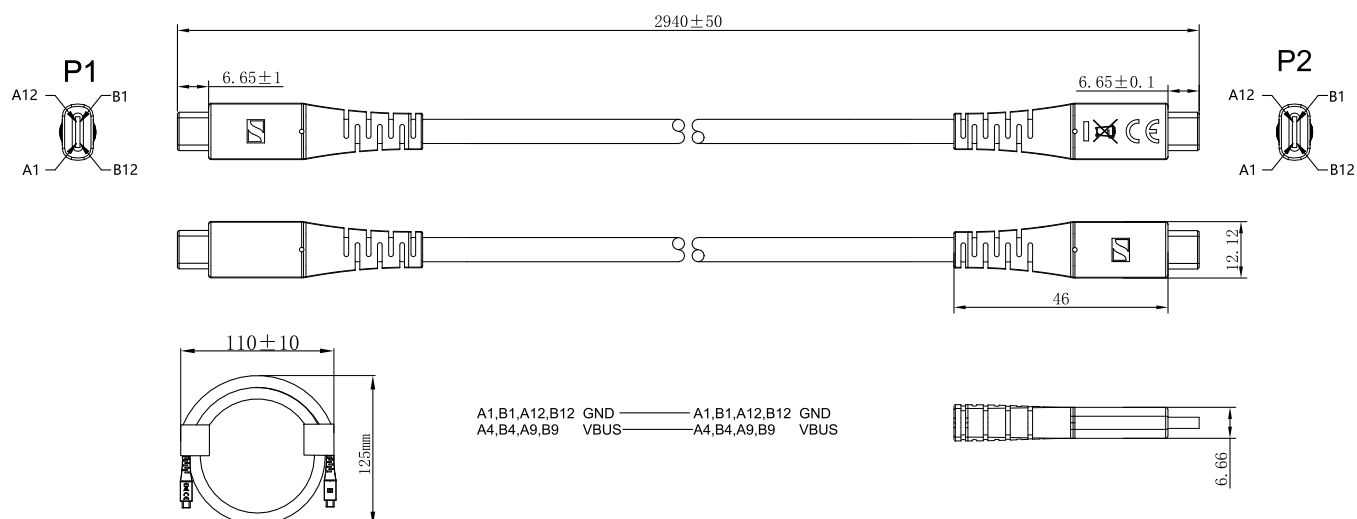 2940±50
P1
P2
6.65±1
6.65±0.1
A12
B1
A12
B1
CE
A1
B12
A1
B12
12.12
46
110±10
125mm
A1,B1,A12,B12 GND A1,B1,A12,B12 GND
A4,B4,A9,B9 VBUS A4,B4,A9,B9 VBUS
6.66